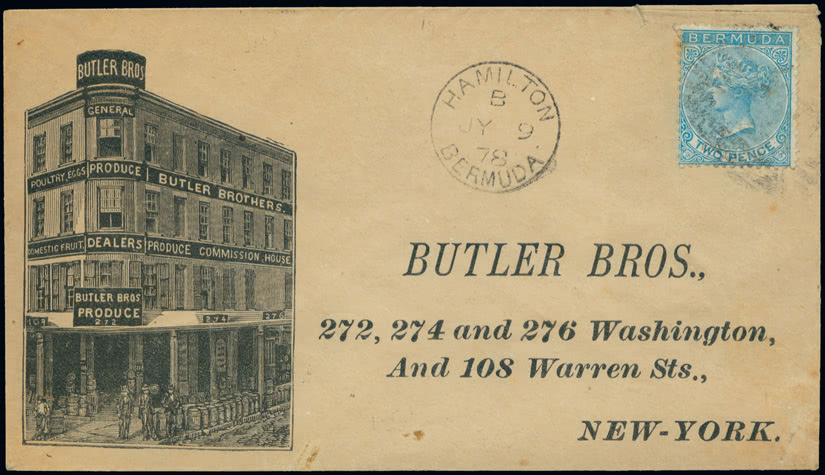 BUTLER BROS
GENERAL
POULTRY, EGGS PRODUCE BUTLER BROTHERS.
DOMESTIC FRUIT, DEALERS PRODUCE COMMISSION, HOUSE
BUTLER BROS
PRODUCE
272
108
274
276
HAMILTON
B
JY 9
78
BERMUDA.
BERMUDA
TWO PENCE
BUTLER BROS.,
272, 274 and 276 Washington,
And 108 Warren Sts.,
NEW-YORK.